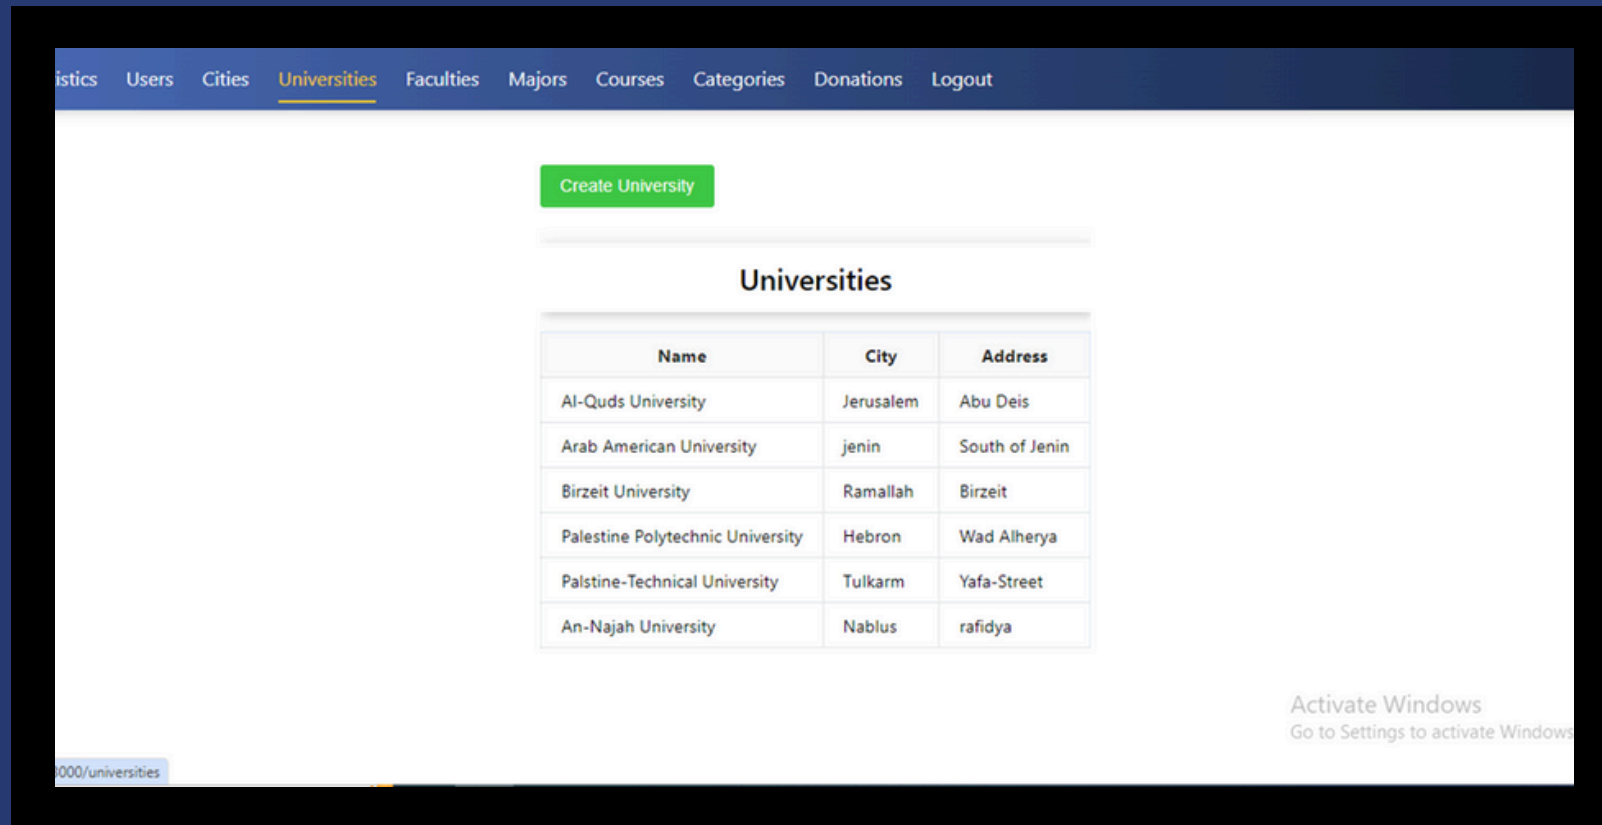 istics Users Cities Universities Faculties Majors Courses Categories Donations Logout
Create University
Universities
Name City Address
Al-Quds University Jerusalem Abu Deis
Arab American University jenin South of Jenin
Birzeit University Ramallah Birzeit
Palestine Polytechnic University Hebron Wad Alherya
Palstine-Technical University Tulkarm Yafa-Street
An-Najah University Nablus rafidya
Activate Windows
Go to Settings to activate Windows
000/universities